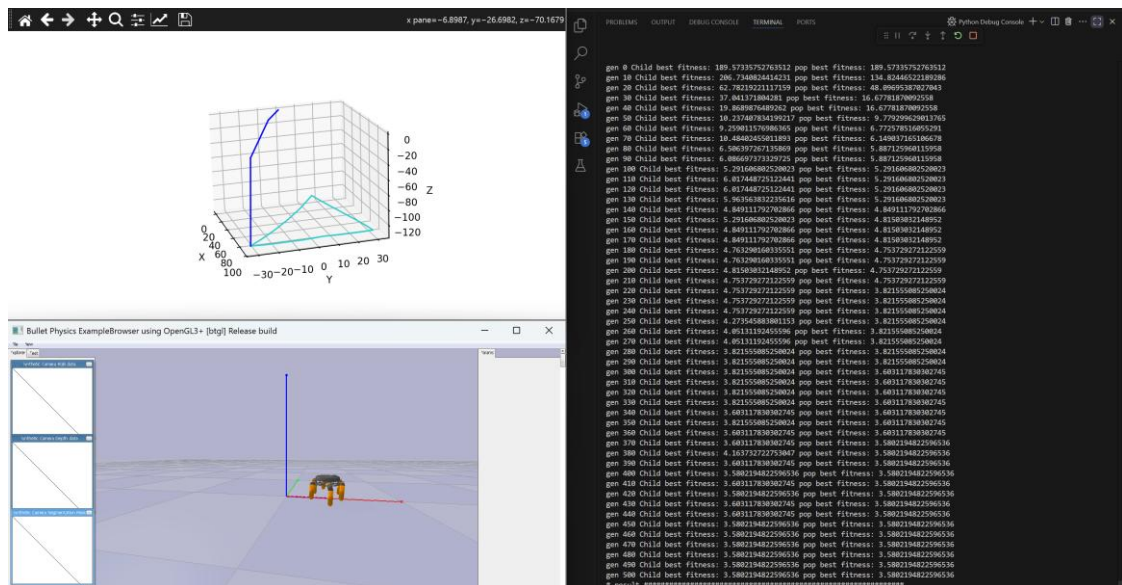 x pane=−6.8987, y=−26.6982, z=−70.1679
0
−20
−40
−60
−80
−100
−120
Z
0
20
40
60
80
100
X
−30
−20
−10
0
10
20
30
Y
Bullet Physics ExampleBrowser using OpenGL3+ [btgl] Release build
PROBLEMS OUTPUT DEBUG CONSOLE TERMINAL PORTS
Python Debug Console
gen 0 Child best fitness: 189.57335752763512 pop best fitness: 189.57335752763512
gen 10 Child best fitness: 206.7340824414231 pop best fitness: 134.82446522189286
gen 20 Child best fitness: 62.78219221117159 pop best fitness: 48.09695387027043
gen 30 Child best fitness: 37.041371804281 pop best fitness: 16.67781870092558
gen 40 Child best fitness: 19.8689876489262 pop best fitness: 16.67781870092558
gen 50 Child best fitness: 10.237407834199217 pop best fitness: 9.779299629013765
gen 60 Child best fitness: 9.259011576986365 pop best fitness: 6.772578516055291
gen 70 Child best fitness: 10.48402455011893 pop best fitness: 6.149037165106678
gen 80 Child best fitness: 6.506397267135869 pop best fitness: 5.887125960115958
gen 90 Child best fitness: 6.086697373329725 pop best fitness: 5.887125960115958
gen 100 Child best fitness: 5.291606802520023 pop best fitness: 5.291606802520023
gen 110 Child best fitness: 6.017448725122441 pop best fitness: 5.291606802520023
gen 120 Child best fitness: 6.017448725122441 pop best fitness: 5.291606802520023
gen 130 Child best fitness: 5.963563832235616 pop best fitness: 5.291606802520023
gen 140 Child best fitness: 4.849111792702866 pop best fitness: 4.849111792702866
gen 150 Child best fitness: 5.291606802520023 pop best fitness: 4.81503032148952
gen 160 Child best fitness: 4.849111792702866 pop best fitness: 4.81503032148952
gen 170 Child best fitness: 4.849111792702866 pop best fitness: 4.81503032148952
gen 180 Child best fitness: 4.763290160335551 pop best fitness: 4.753729272122559
gen 190 Child best fitness: 4.763290160335551 pop best fitness: 4.753729272122559
gen 200 Child best fitness: 4.81503032148952 pop best fitness: 4.753729272122559
gen 210 Child best fitness: 4.753729272122559 pop best fitness: 4.753729272122559
gen 220 Child best fitness: 4.753729272122559 pop best fitness: 3.821555085250024
gen 230 Child best fitness: 4.753729272122559 pop best fitness: 3.821555085250024
gen 240 Child best fitness: 4.753729272122559 pop best fitness: 3.821555085250024
gen 250 Child best fitness: 4.273545883801153 pop best fitness: 3.821555085250024
gen 260 Child best fitness: 4.05131192455596 pop best fitness: 3.821555085250024
gen 270 Child best fitness: 4.05131192455596 pop best fitness: 3.821555085250024
gen 280 Child best fitness: 3.821555085250024 pop best fitness: 3.821555085250024
gen 290 Child best fitness: 3.821555085250024 pop best fitness: 3.821555085250024
gen 300 Child best fitness: 3.821555085250024 pop best fitness: 3.603117830302745
gen 310 Child best fitness: 3.821555085250024 pop best fitness: 3.603117830302745
gen 320 Child best fitness: 3.821555085250024 pop best fitness: 3.603117830302745
gen 330 Child best fitness: 3.821555085250024 pop best fitness: 3.603117830302745
gen 340 Child best fitness: 3.603117830302745 pop best fitness: 3.603117830302745
gen 350 Child best fitness: 3.821555085250024 pop best fitness: 3.603117830302745
gen 360 Child best fitness: 3.603117830302745 pop best fitness: 3.603117830302745
gen 370 Child best fitness: 3.603117830302745 pop best fitness: 3.5802194822596536
gen 380 Child best fitness: 4.163732722753047 pop best fitness: 3.5802194822596536
gen 390 Child best fitness: 3.603117830302745 pop best fitness: 3.5802194822596536
gen 400 Child best fitness: 3.5802194822596536 pop best fitness: 3.5802194822596536
gen 410 Child best fitness: 3.603117830302745 pop best fitness: 3.5802194822596536
gen 420 Child best fitness: 3.5802194822596536 pop best fitness: 3.5802194822596536
gen 430 Child best fitness: 3.603117830302745 pop best fitness: 3.5802194822596536
gen 440 Child best fitness: 3.603117830302745 pop best fitness: 3.5802194822596536
gen 450 Child best fitness: 3.5802194822596536 pop best fitness: 3.5802194822596536
gen 460 Child best fitness: 3.5802194822596536 pop best fitness: 3.5802194822596536
gen 470 Child best fitness: 3.5802194822596536 pop best fitness: 3.5802194822596536
gen 480 Child best fitness: 3.5802194822596536 pop best fitness: 3.5802194822596536
gen 490 Child best fitness: 3.5802194822596536 pop best fitness: 3.5802194822596536
gen 500 Child best fitness: 3.5802194822596536 pop best fitness: 3.5802194822596536